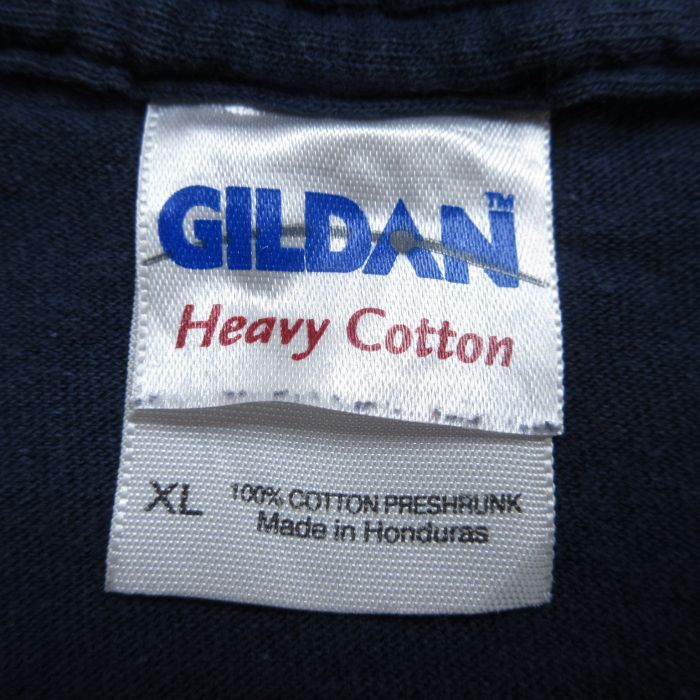 GILDAN™
Heavy Cotton
XL 100% COTTON PRESHRUNK
Made in Honduras